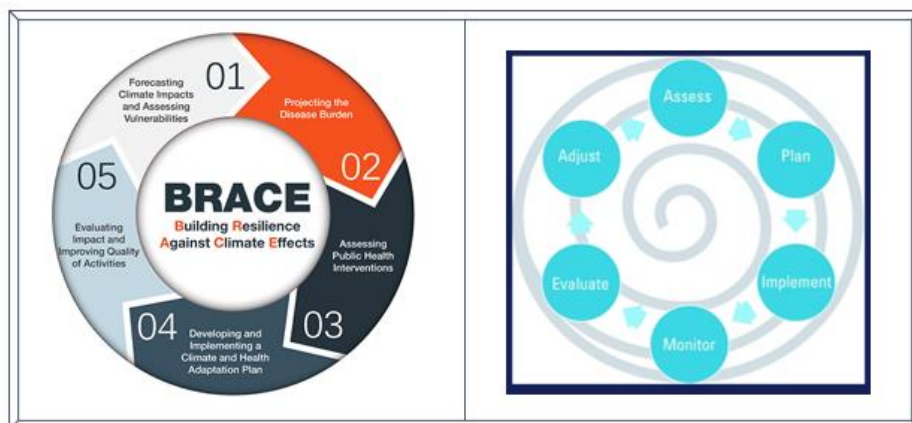 01
Forecasting
Climate Impacts
and Assessing
Vulnerabilities
Projecting the
Disease Burden
02
Assessing
Public Health
Interventions
03
04
Developing and
Implementing a
Climate and Health
Adaptation Plan
05
Evaluating
Impact and
Improving Quality
of Activities
BRACE
Building Resilience
Against Climate Effects
Assess
Plan
Implement
Monitor
Evaluate
Adjust